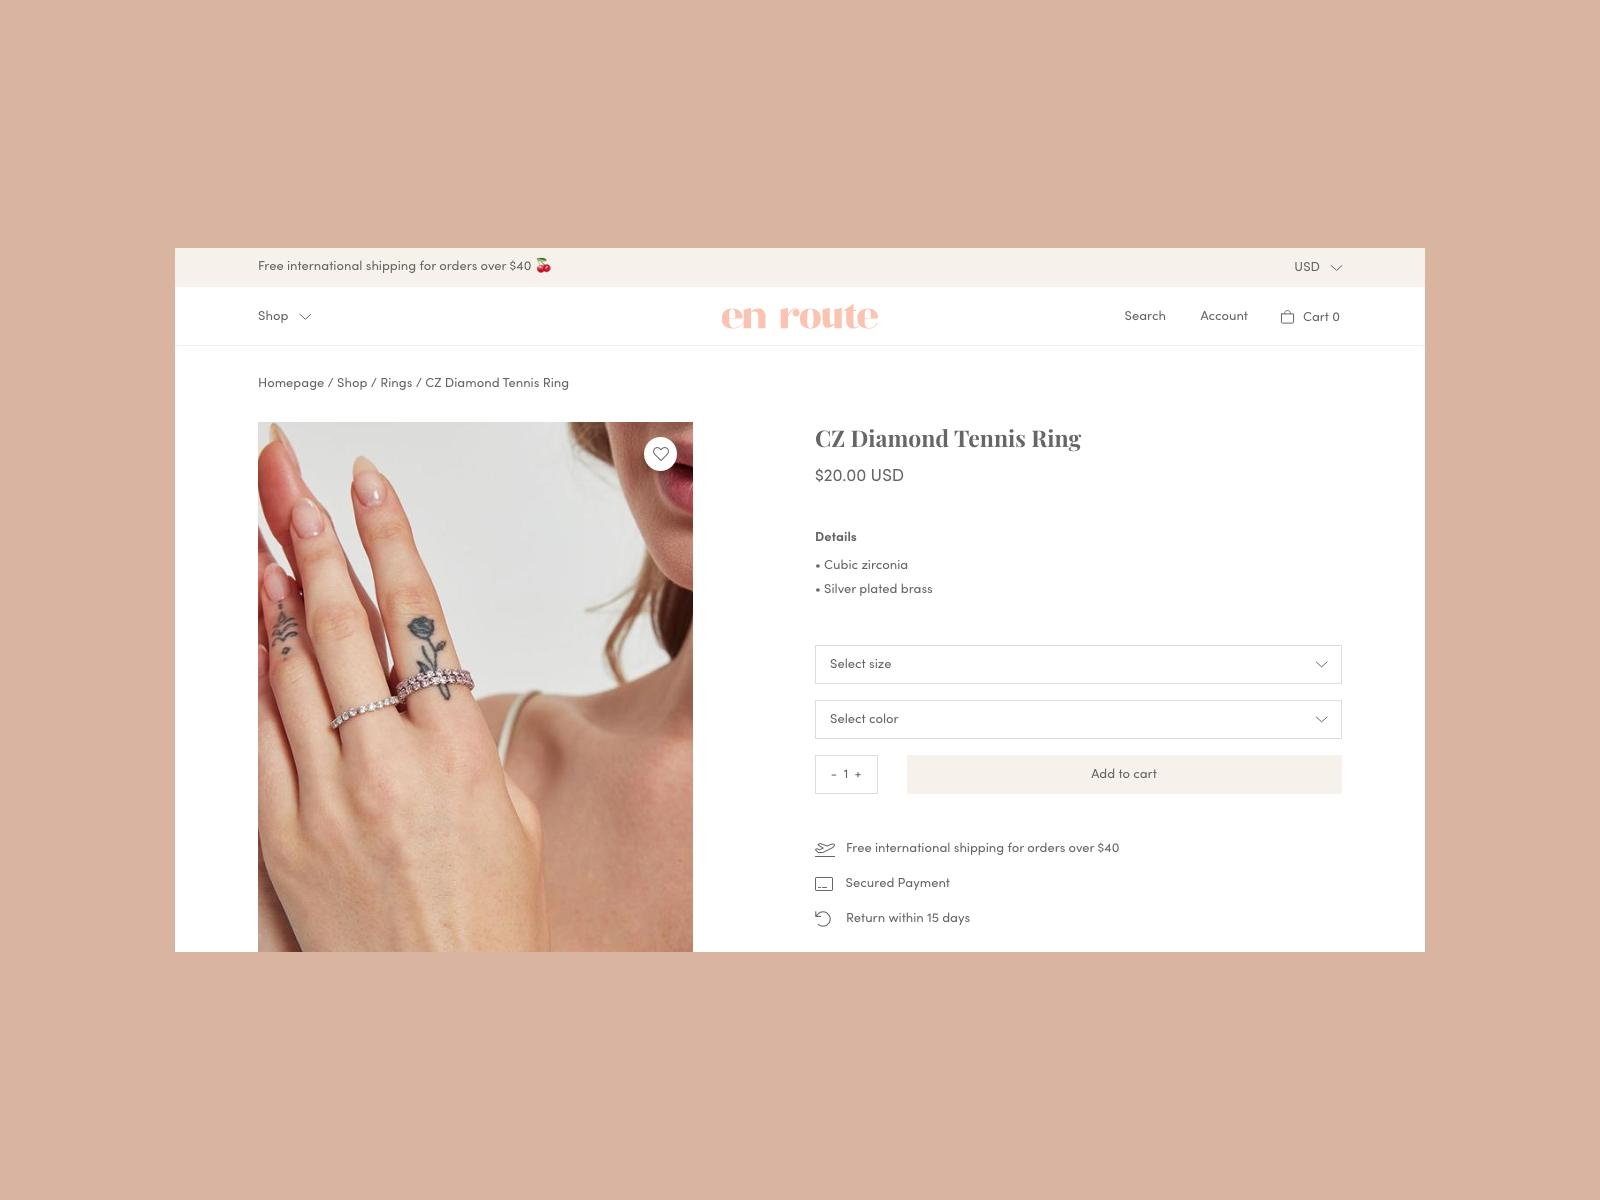 Free international shipping for orders over $40 🍒
USD
Shop
en route
Search
Account
Cart 0
Homepage / Shop / Rings / CZ Diamond Tennis Ring
CZ Diamond Tennis Ring
$20.00 USD
Details
• Cubic zirconia
• Silver plated brass
Select size
Select color
- 1 +
Add to cart
Free international shipping for orders over $40
Secured Payment
Return within 15 days